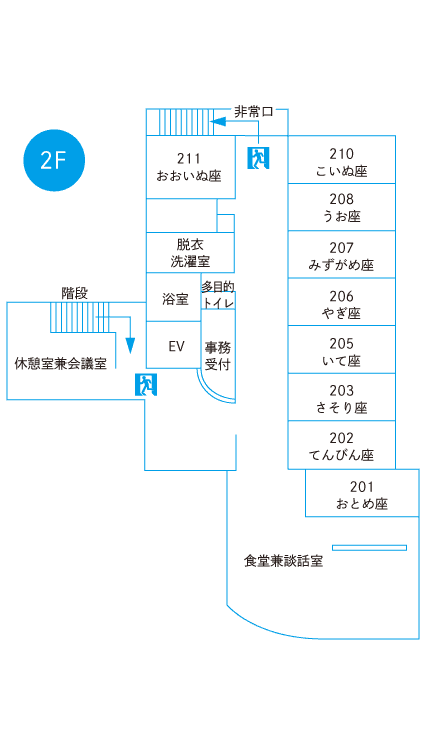 非常口
2F
211
おおいぬ座
210
こいぬ座
208
うお座
脱衣
洗濯室
207
みずがめ座
階段
浴室
多目的
トイレ
206
やぎ座
EV
事務
受付
205
いて座
休憩室兼会議室
203
さそり座
202
てんびん座
201
おとめ座
食堂兼談話室